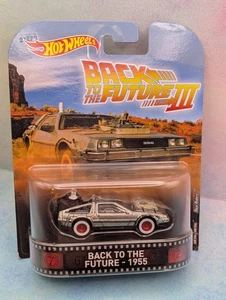 Hot Wheels
BACK
TO THE
FUTURE III
BACK TO THE
FUTURE - 1955